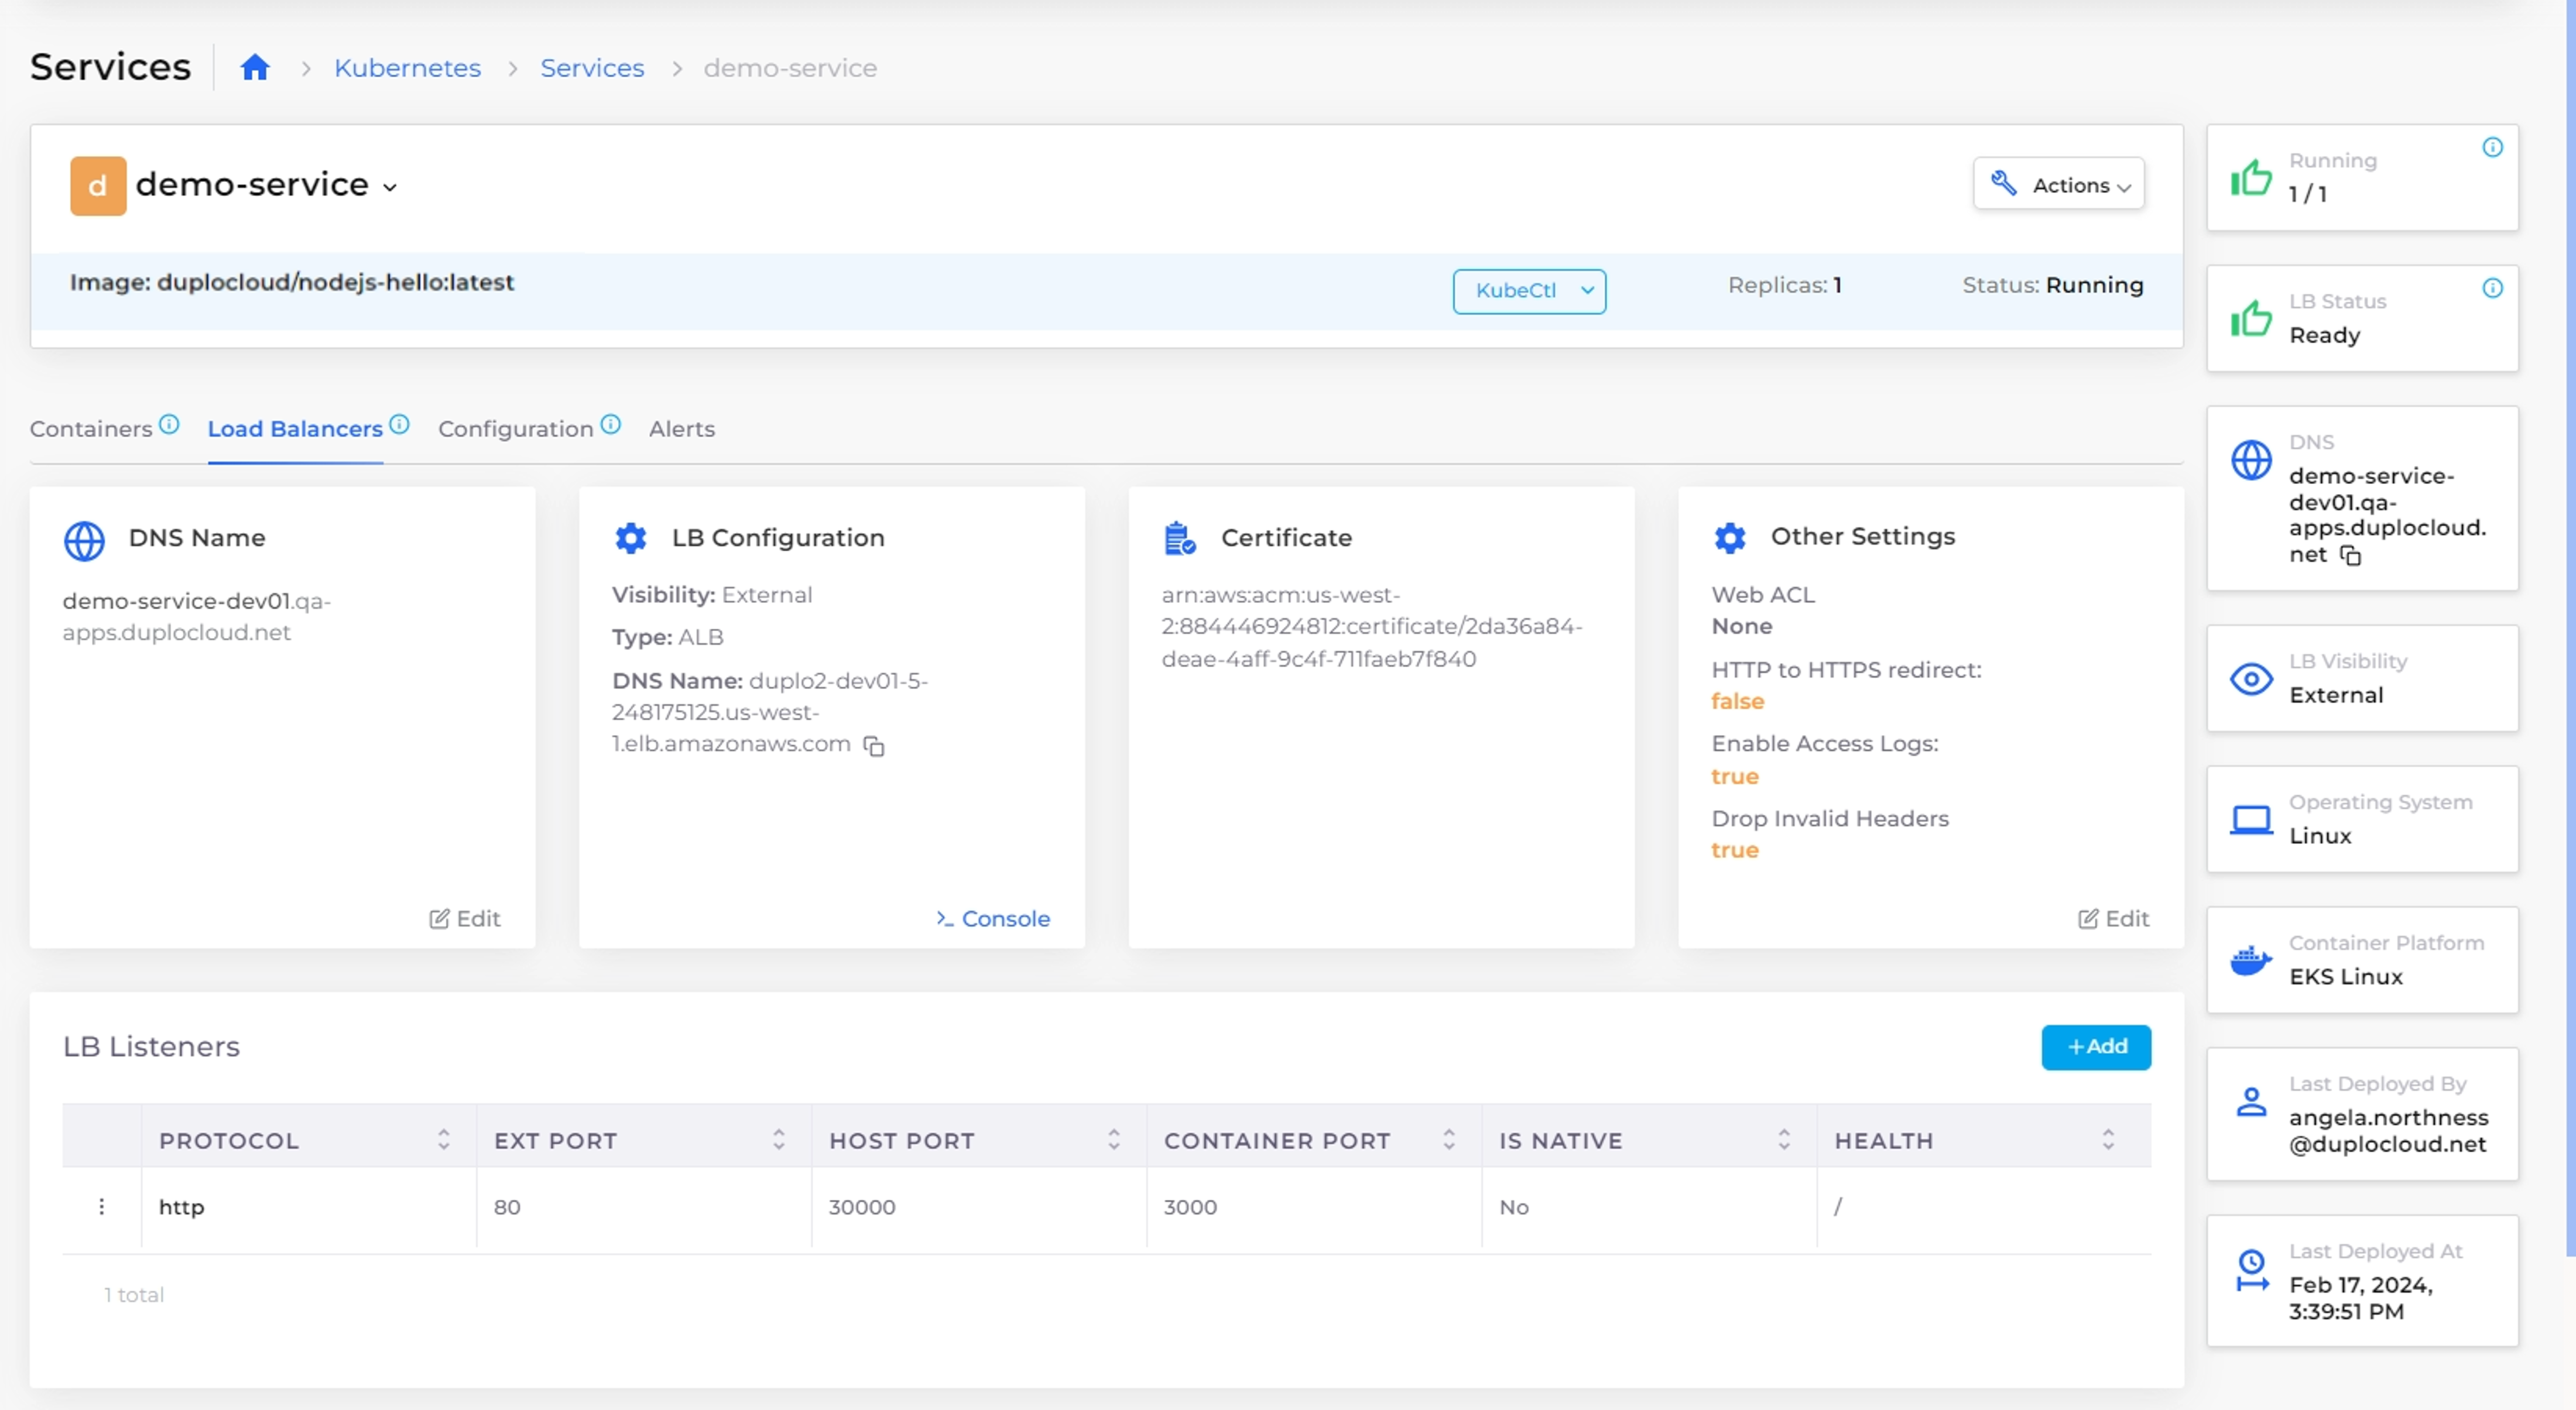 Services
Kubernetes
Services
demo-service
d
demo-service
Actions
Image: duplocloud/nodejs-hello:latest
KubeCtl
Replicas: 1
Status: Running
Containers
Load Balancers
Configuration
Alerts
DNS Name
demo-service-dev01.qa-
apps.duplocloud.net
Edit
LB Configuration
Visibility: External
Type: ALB
DNS Name: duplo2-dev01-5-
248175125.us-west-
1.elb.amazonaws.com
>_ Console
Certificate
arn:aws:acm:us-west-
2:884446924812:certificate/2da36a84-
deae-4aff-9c4f-711faeb7f840
Other Settings
Web ACL
None
HTTP to HTTPS redirect:
false
Enable Access Logs:
true
Drop Invalid Headers
true
Edit
LB Listeners
+Add
PROTOCOL
EXT PORT
HOST PORT
CONTAINER PORT
IS NATIVE
HEALTH
http
80
30000
3000
No
/
1 total
Running
1 / 1
LB Status
Ready
DNS
demo-service-
dev01.qa-
apps.duplocloud.
net
LB Visibility
External
Operating System
Linux
Container Platform
EKS Linux
Last Deployed By
angela.northness
@duplocloud.net
Last Deployed At
Feb 17, 2024,
3:39:51 PM